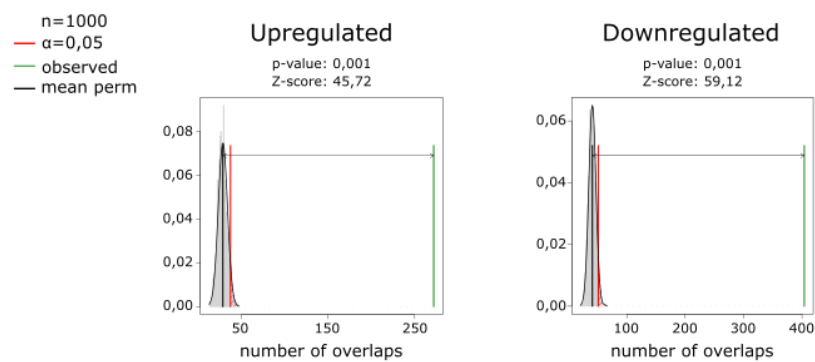 n=1000
α=0,05
observed
mean perm
Upregulated
p-value: 0,001
Z-score: 45,72
0,08
0,06
0,04
0,02
0,00
50
150
250
number of overlaps
Downregulated
p-value: 0,001
Z-score: 59,12
0,06
0,04
0,02
0,00
100
200
300
400
number of overlaps